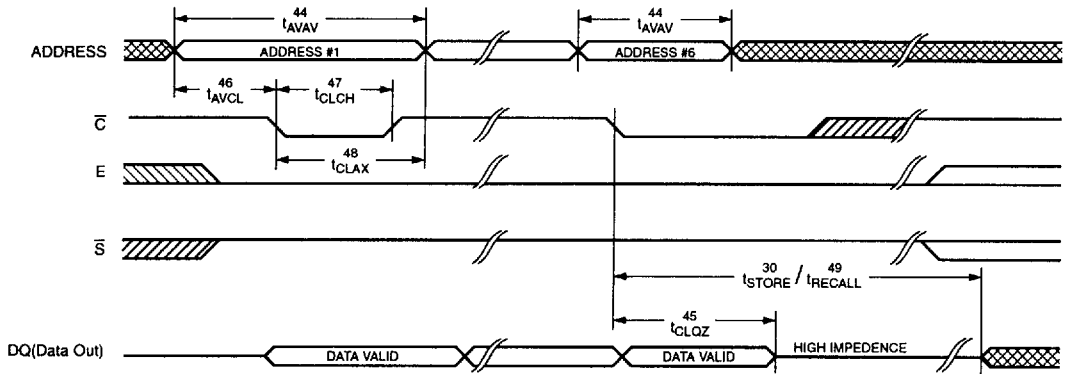 44 44
tAVAV tAVAV
ADDRESS ADDRESS #1 ADDRESS #6
46 47
tAVCL tCLCH
C̅
48
tCLAX
E
S̅
30 49
tSTORE / tRECALL
45
tCLQZ
DQ(Data Out) DATA VALID DATA VALID HIGH IMPEDENCE